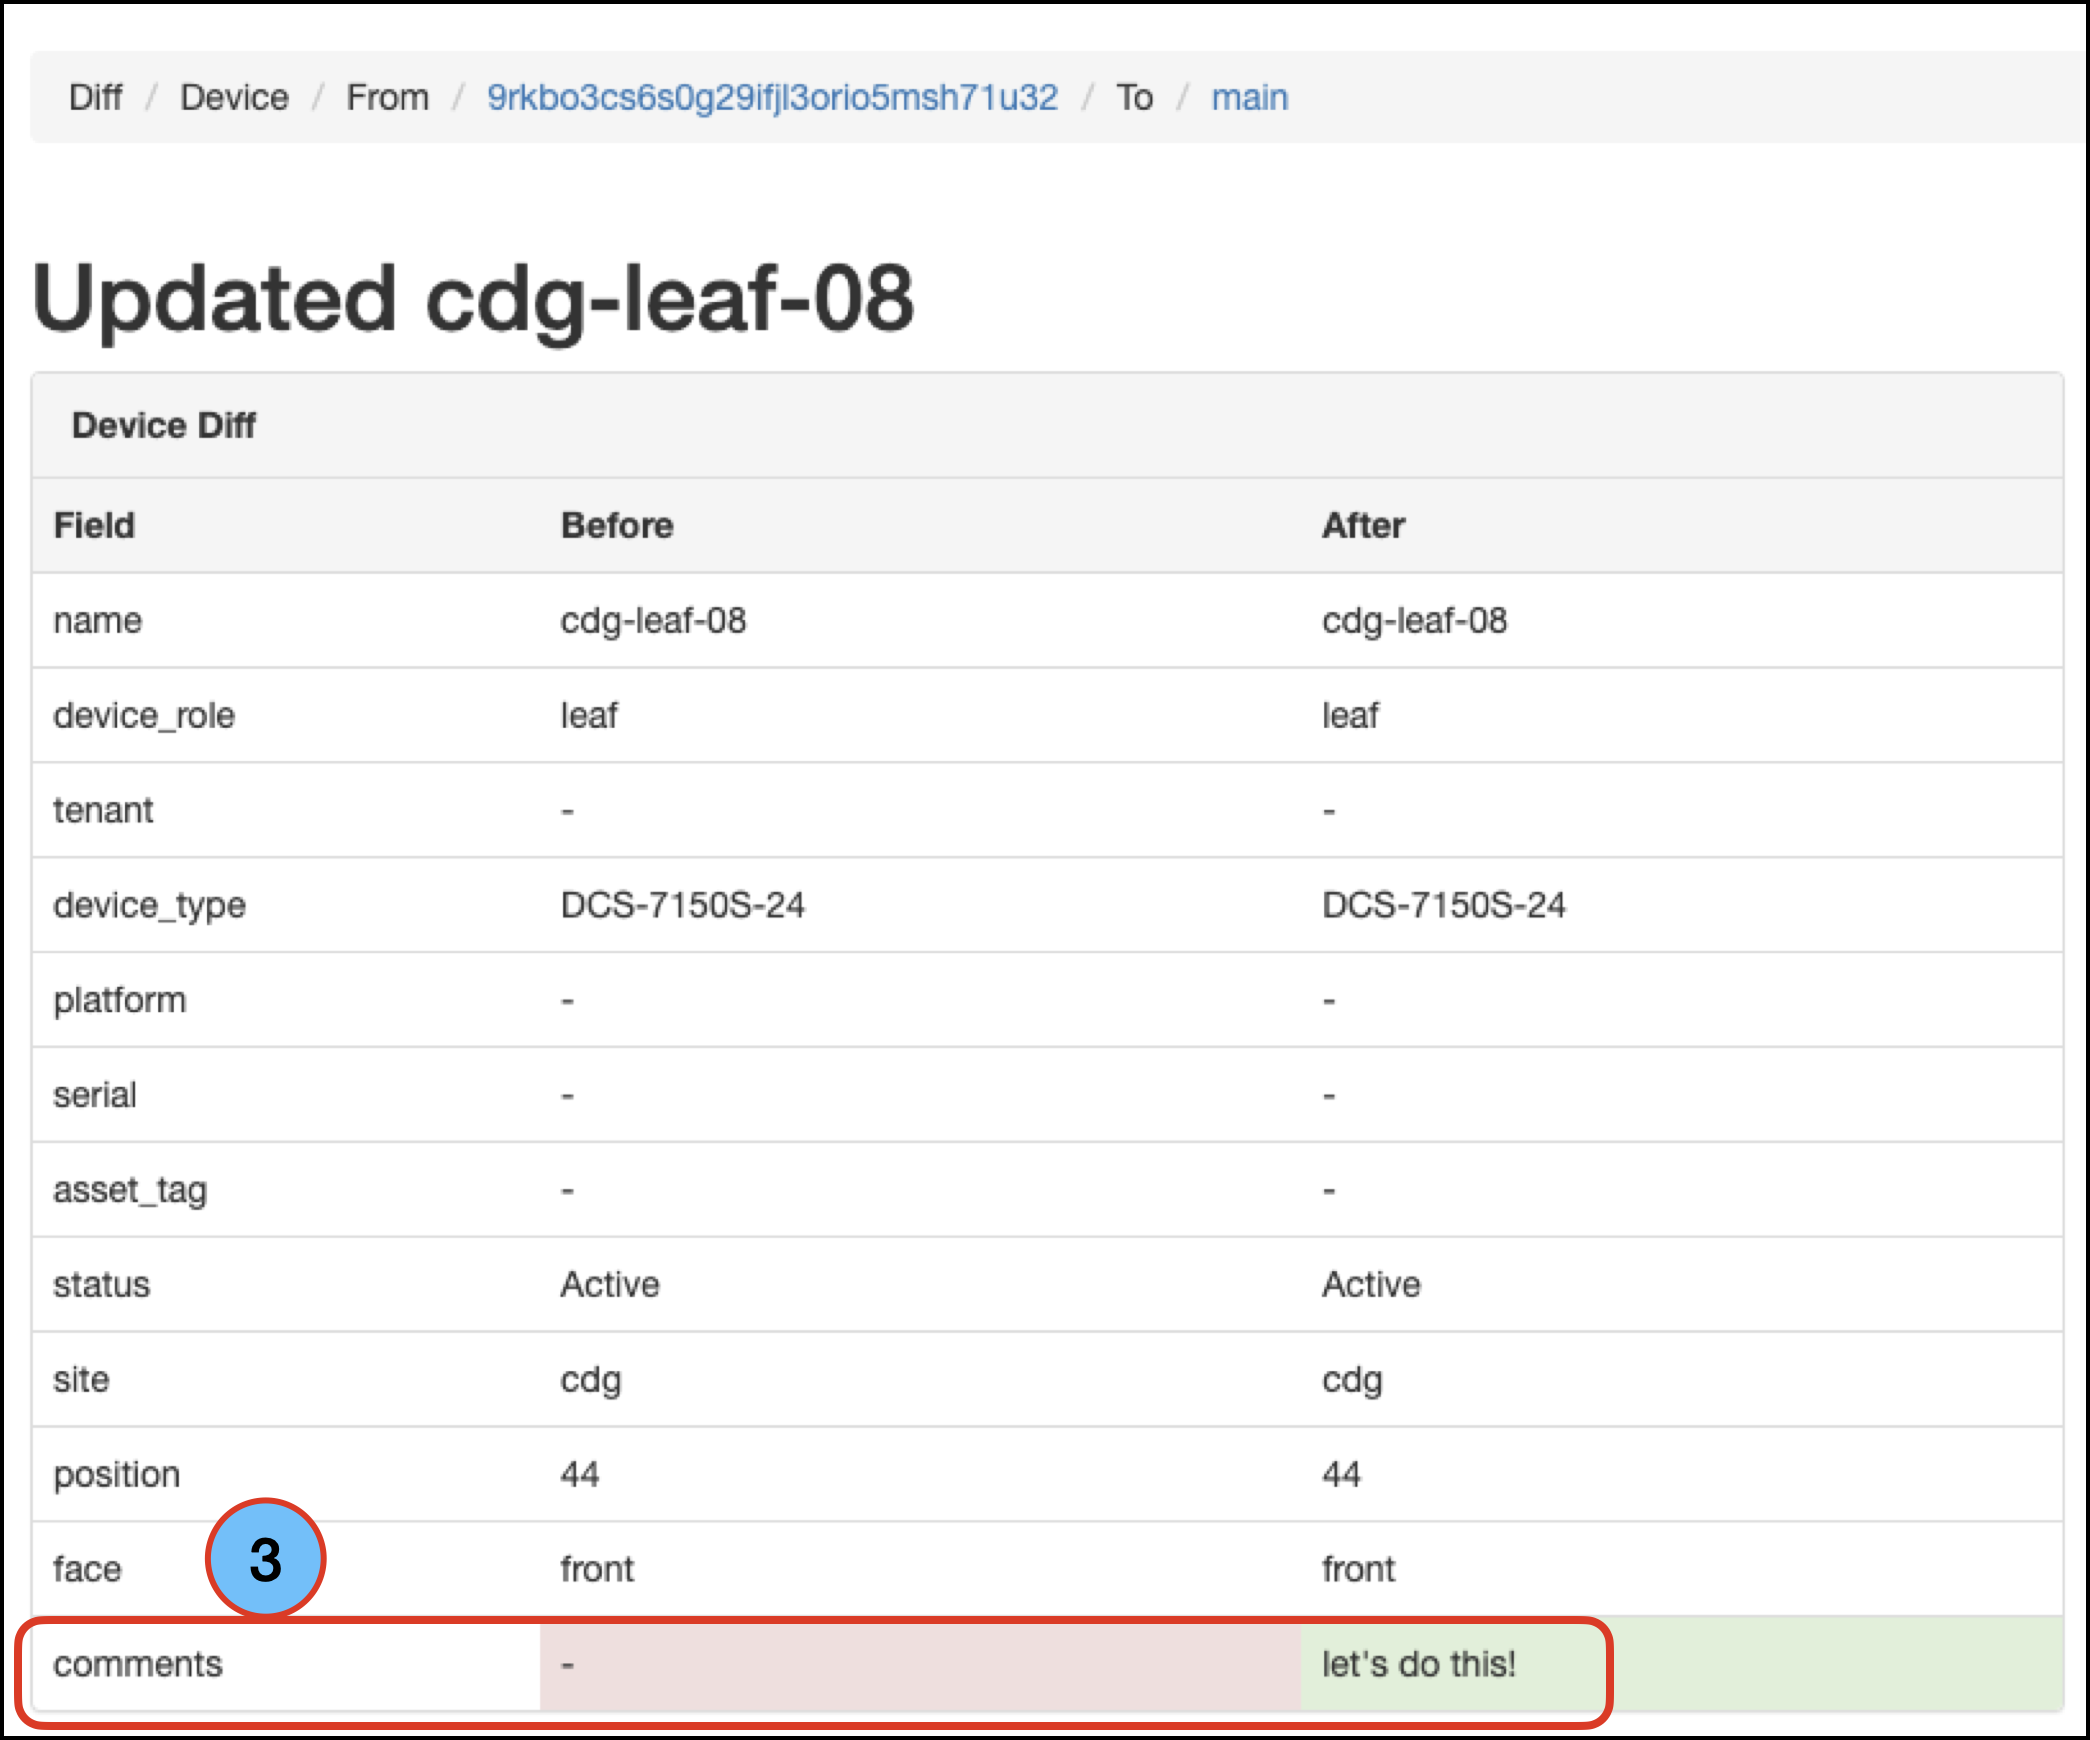 Diff / Device / From / 9rkbo3cs6s0g29ifjl3orio5msh71u32 / To / main
Updated cdg-leaf-08
Device Diff
Field Before After
name cdg-leaf-08 cdg-leaf-08
device_role leaf leaf
tenant - -
device_type DCS-7150S-24 DCS-7150S-24
platform - -
serial - -
asset_tag - -
status Active Active
site cdg cdg
position 44 44
face 3 front front
comments - let's do this!